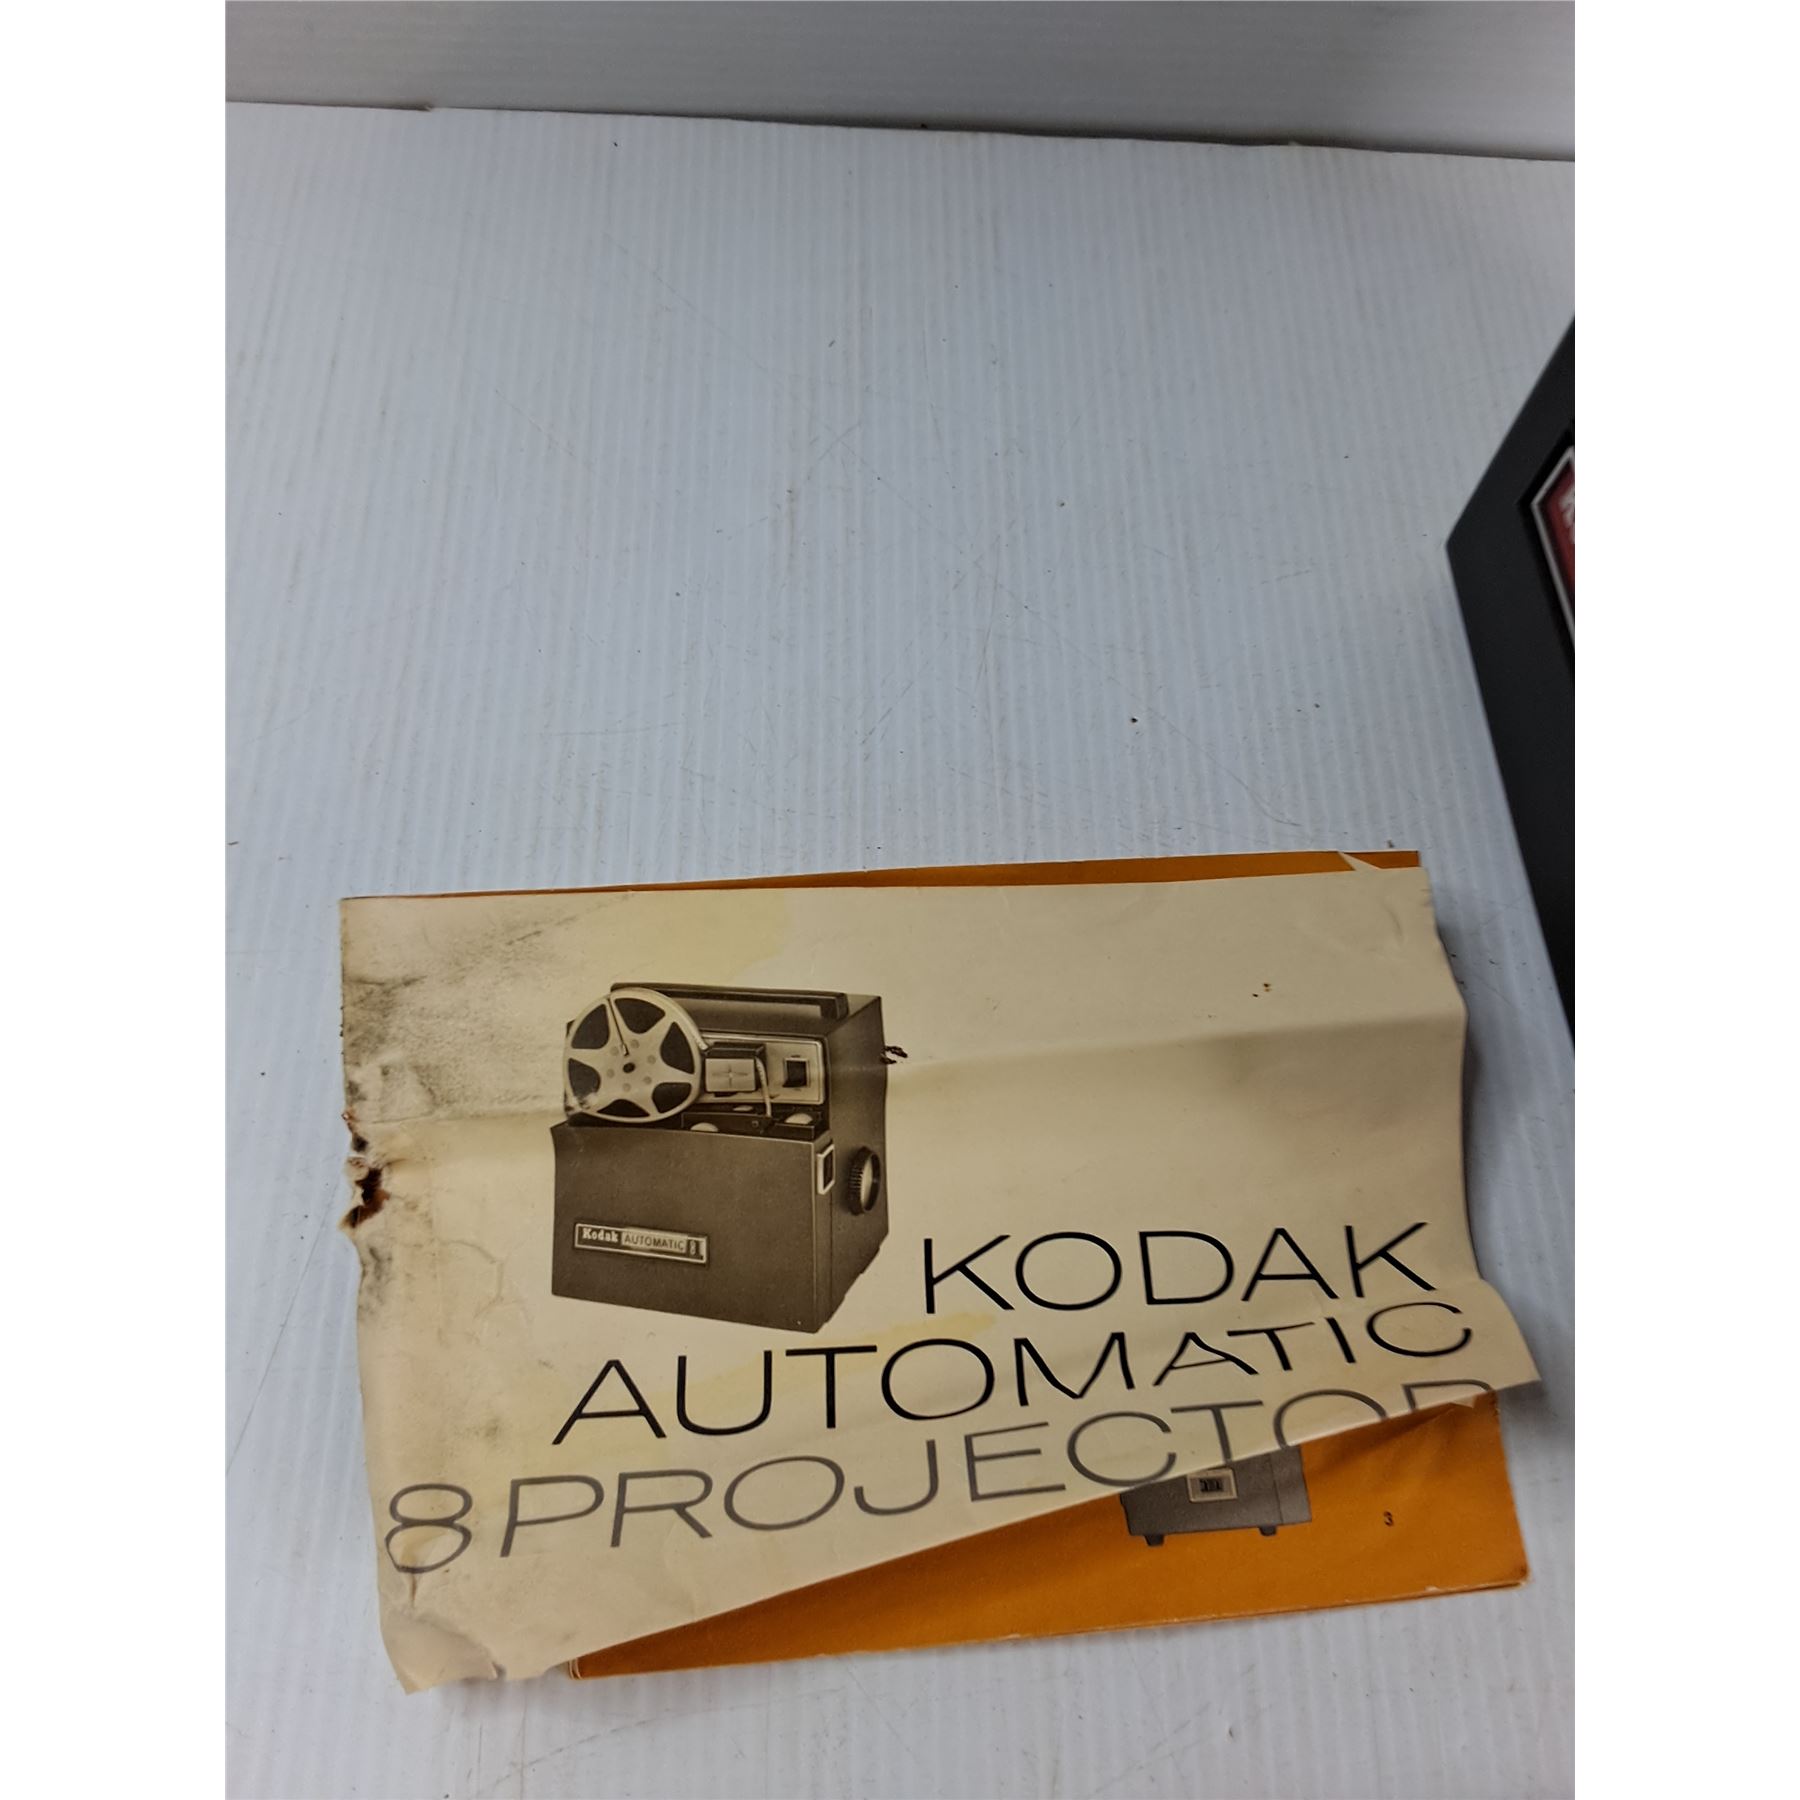 Kodak AUTOMATIC 8
KODAK
AUTOMATIC
8 PROJECTOR
3